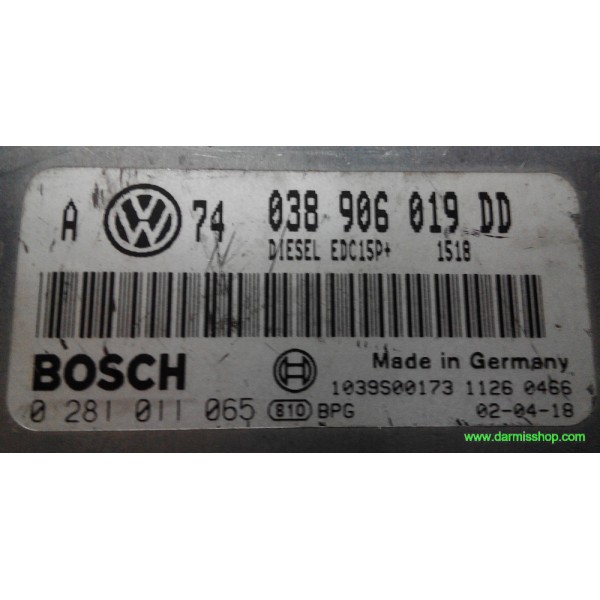 A VW 74 038 906 019 DD
DIESEL EDC15P+ 1518
BOSCH Made in Germany
1039S00173 1126 0466
0 281 011 065 810 BPG 02-04-18
www.darmisshop.com